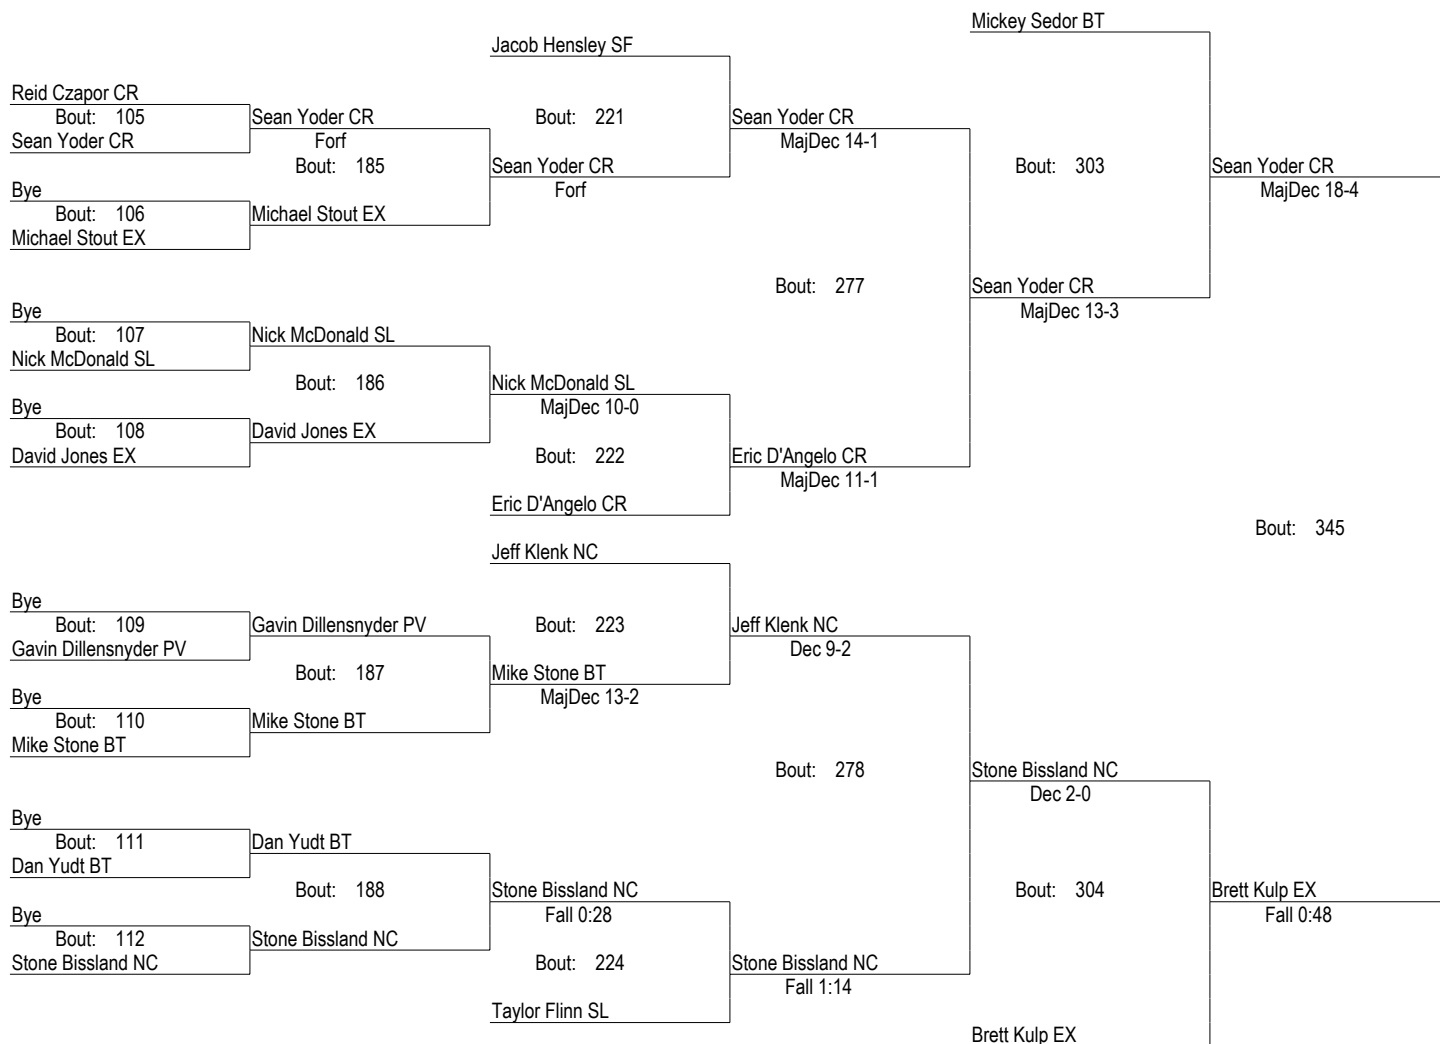 Mickey Sedor BT
Jacob Hensley SF
Reid Czapor CR
Bout: 105
Sean Yoder CR
Sean Yoder CR
Forf
Bout: 221
Sean Yoder CR
MajDec 14-1
Bout: 185
Sean Yoder CR
Forf
Bout: 303
Sean Yoder CR
MajDec 18-4
Bye
Bout: 106
Michael Stout EX
Michael Stout EX
Bout: 277
Sean Yoder CR
MajDec 13-3
Bye
Bout: 107
Nick McDonald SL
Nick McDonald SL
Bout: 186
Nick McDonald SL
MajDec 10-0
Bye
Bout: 108
David Jones EX
David Jones EX
Bout: 222
Eric D'Angelo CR
MajDec 11-1
Eric D'Angelo CR
Bout: 345
Jeff Klenk NC
Bye
Bout: 109
Gavin Dillensnyder PV
Gavin Dillensnyder PV
Bout: 223
Jeff Klenk NC
Dec 9-2
Bout: 187
Mike Stone BT
MajDec 13-2
Bye
Bout: 110
Mike Stone BT
Mike Stone BT
Bout: 278
Stone Bissland NC
Dec 2-0
Bye
Bout: 111
Dan Yudt BT
Dan Yudt BT
Bout: 188
Stone Bissland NC
Fall 0:28
Bout: 304
Brett Kulp EX
Fall 0:48
Bye
Bout: 112
Stone Bissland NC
Stone Bissland NC
Bout: 224
Stone Bissland NC
Fall 1:14
Taylor Flinn SL
Brett Kulp EX